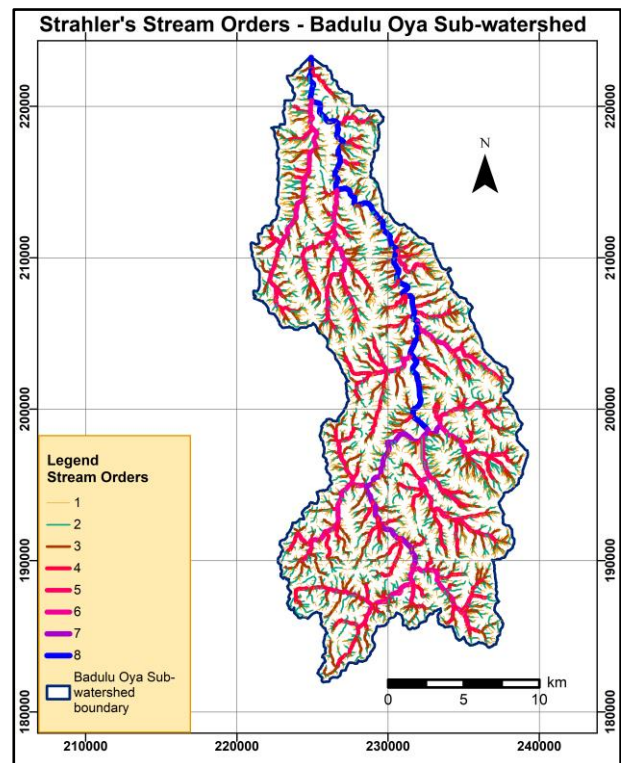 Strahler's Stream Orders - Badulu Oya Sub-watershed
220000
210000
200000
190000
180000
N
Legend
Stream Orders
1
2
3
4
5
6
7
8
Badulu Oya Sub-
watershed
boundary
km
0 5 10
220000
210000
200000
190000
180000
210000 220000 230000 240000